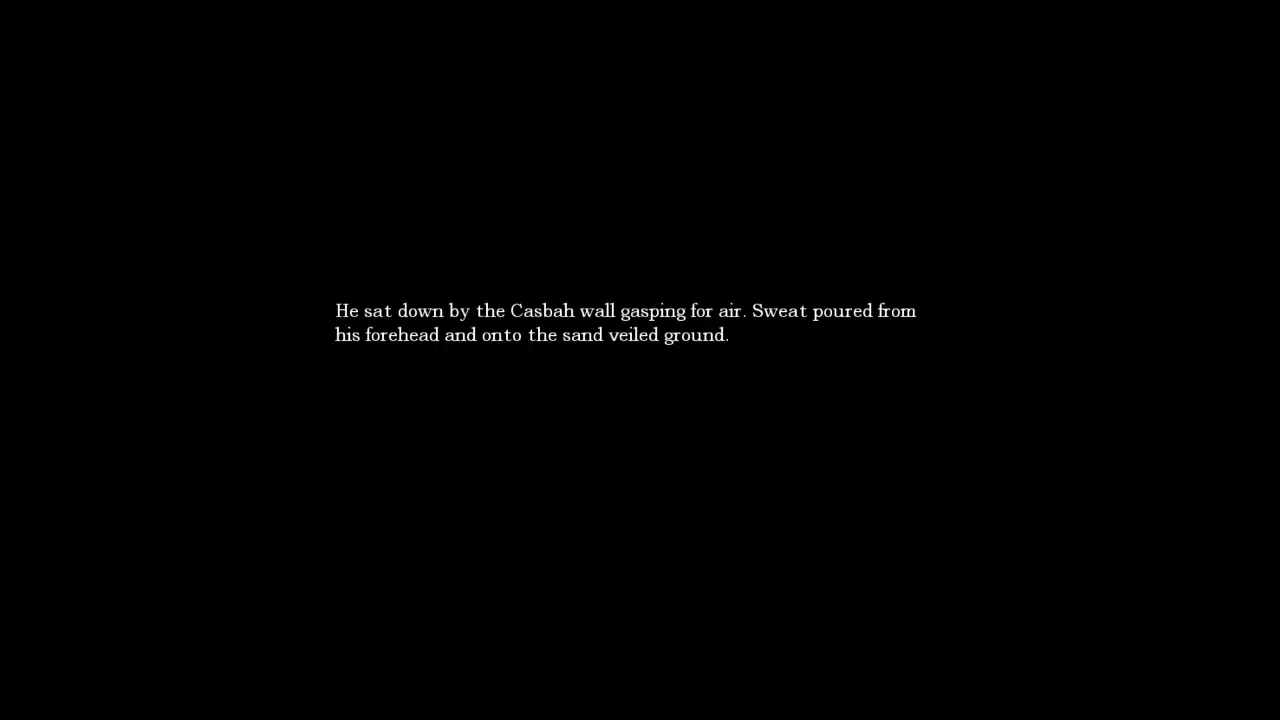 He sat down by the Casbah wall gasping for air. Sweat poured from
his forehead and onto the sand veiled ground.